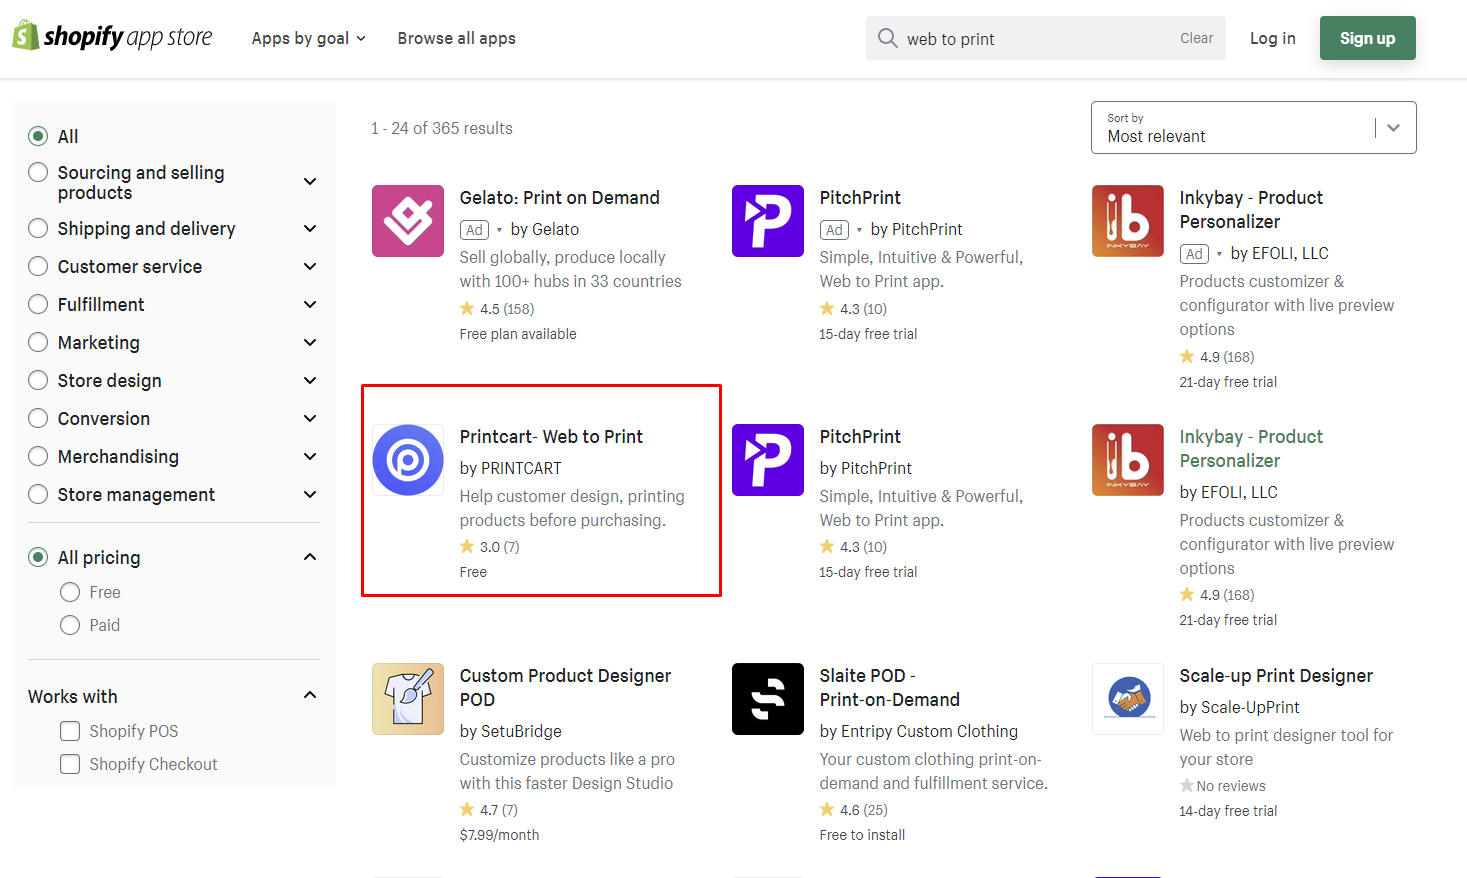 shopify app store
Apps by goal
Browse all apps
web to print
Clear
Log in
Sign up
All
Sourcing and selling
products
Shipping and delivery
Customer service
Fulfillment
Marketing
Store design
Conversion
Merchandising
Store management
All pricing
Free
Paid
Works with
Shopify POS
Shopify Checkout
1 - 24 of 365 results
Sort by
Most relevant
Gelato: Print on Demand
Ad • by Gelato
Sell globally, produce locally
with 100+ hubs in 33 countries
4.5 (158)
Free plan available
PitchPrint
Ad • by PitchPrint
Simple, Intuitive & Powerful,
Web to Print app.
4.3 (10)
15-day free trial
ib
INKYBAY
Inkybay - Product
Personalizer
Ad • by EFOLI, LLC
Products customizer &
configurator with live preview
options
4.9 (168)
21-day free trial
Printcart- Web to Print
by PRINTCART
Help customer design, printing
products before purchasing.
3.0 (7)
Free
PitchPrint
by PitchPrint
Simple, Intuitive & Powerful,
Web to Print app.
4.3 (10)
15-day free trial
ib
INKYBAY
Inkybay - Product
Personalizer
by EFOLI, LLC
Products customizer &
configurator with live preview
options
4.9 (168)
21-day free trial
Custom Product Designer
POD
by SetuBridge
Customize products like a pro
with this faster Design Studio
4.7 (7)
$7.99/month
Slaite POD -
Print-on-Demand
by Entripy Custom Clothing
Your custom clothing print-on-
demand and fulfillment service.
4.6 (25)
Free to install
Scale-up Print Designer
by Scale-UpPrint
Web to print designer tool for
your store
No reviews
14-day free trial